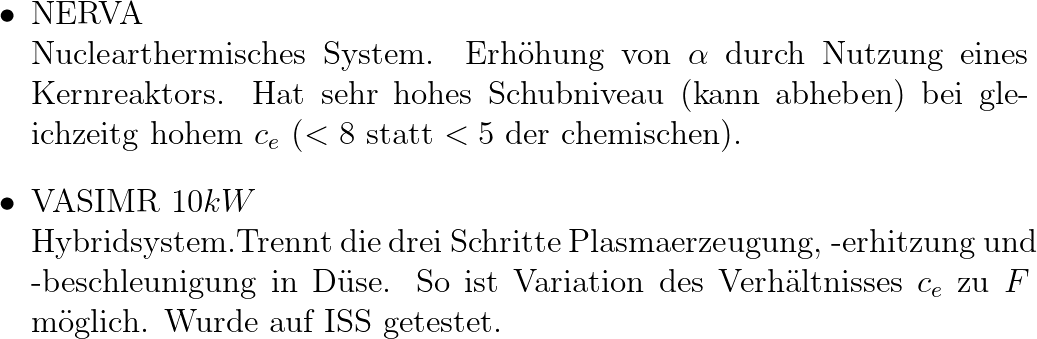 • NERVA
Nuclearthermisches System. Erhöhung von α durch Nutzung eines
Kernreaktors. Hat sehr hohes Schubniveau (kann abheben) bei gle-
ichzeitg hohem c_e (< 8 statt < 5 der chemischen).
• VASIMR 10kW
Hybridsystem.Trennt die drei Schritte Plasmaerzeugung, -erhitzung und
-beschleunigung in Düse. So ist Variation des Verhältnisses c_e zu F
möglich. Wurde auf ISS getestet.